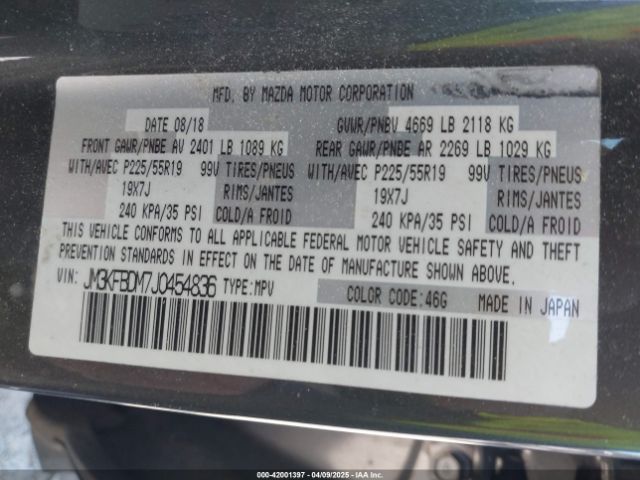 MFD. BY MAZDA MOTOR CORPORATION
DATE 08/18 GVWR/PNBV 4669 LB 2118 KG
FRONT GAWR/PNBE AV 2401 LB 1089 KG REAR GAWR/PNBE AR 2269 LB 1029 KG
WITH/AVEC P225/55R19 99V TIRES/PNEUS WITH/AVEC P225/55R19 99V TIRES/PNEUS
19X7J RIMS/JANTES 19X7J RIMS/JANTES
240 KPA/35 PSI COLD/A FROID 240 KPA/35 PSI COLD/A FROID
THIS VEHICLE CONFORMS TO ALL APPLICABLE FEDERAL MOTOR VEHICLE SAFETY AND THEFT
PREVENTION STANDARDS IN EFFECT ON THE DATE OF MANUFACTURE SHOWN ABOVE.
VIN: JM3KFBDM7J0454836 TYPE:MPV COLOR CODE:46G MADE IN JAPAN
000-42001397 - 04/09/2025 - IAAI.COM